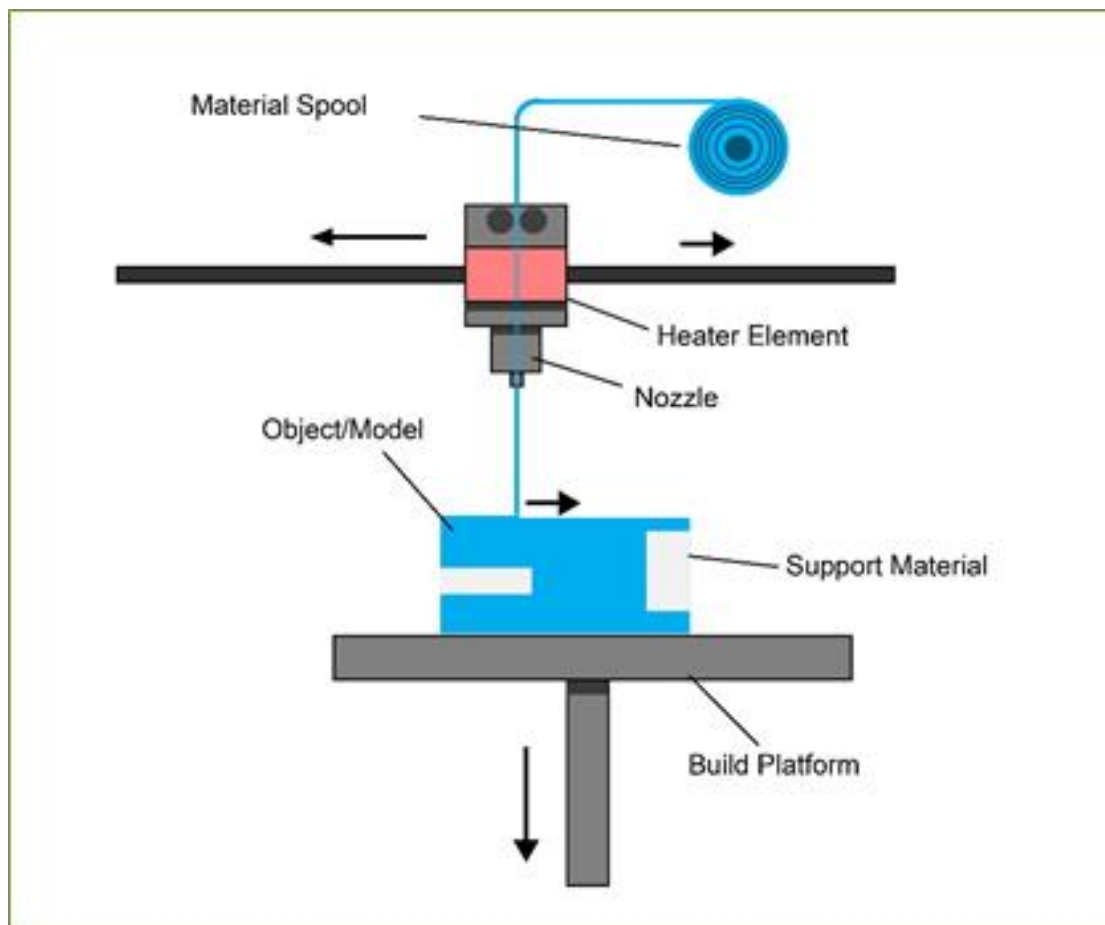 Material Spool
Heater Element
Nozzle
Object/Model
Support Material
Build Platform